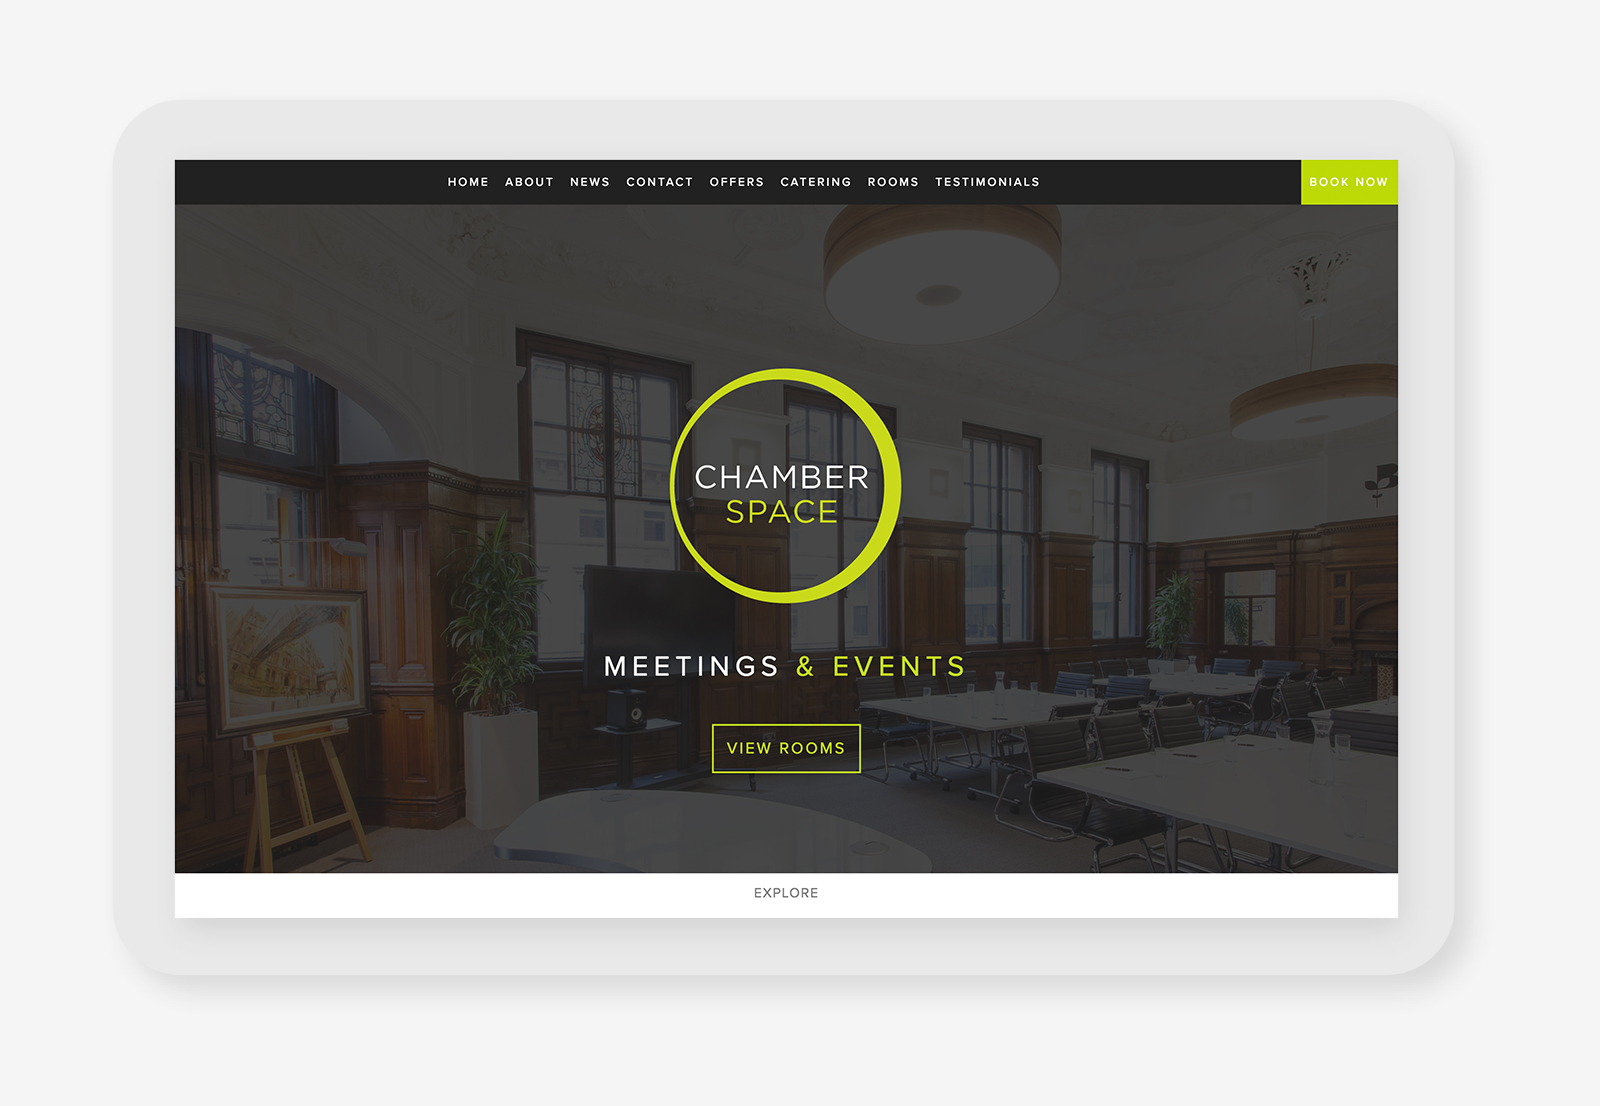 HOME ABOUT NEWS CONTACT OFFERS CATERING ROOMS TESTIMONIALS BOOK NOW
CHAMBER
SPACE
MEETINGS & EVENTS
VIEW ROOMS
EXPLORE